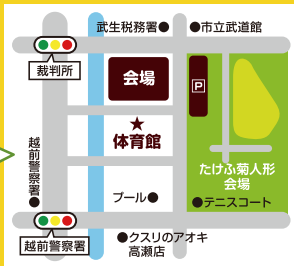 武生税務署●
●市立武道館
裁判所
会場
P
★
体育館
越前警察署●
たけふ菊人形
会場
プール●
●テニスコート
越前警察署
●クスリのアオキ
高瀬店